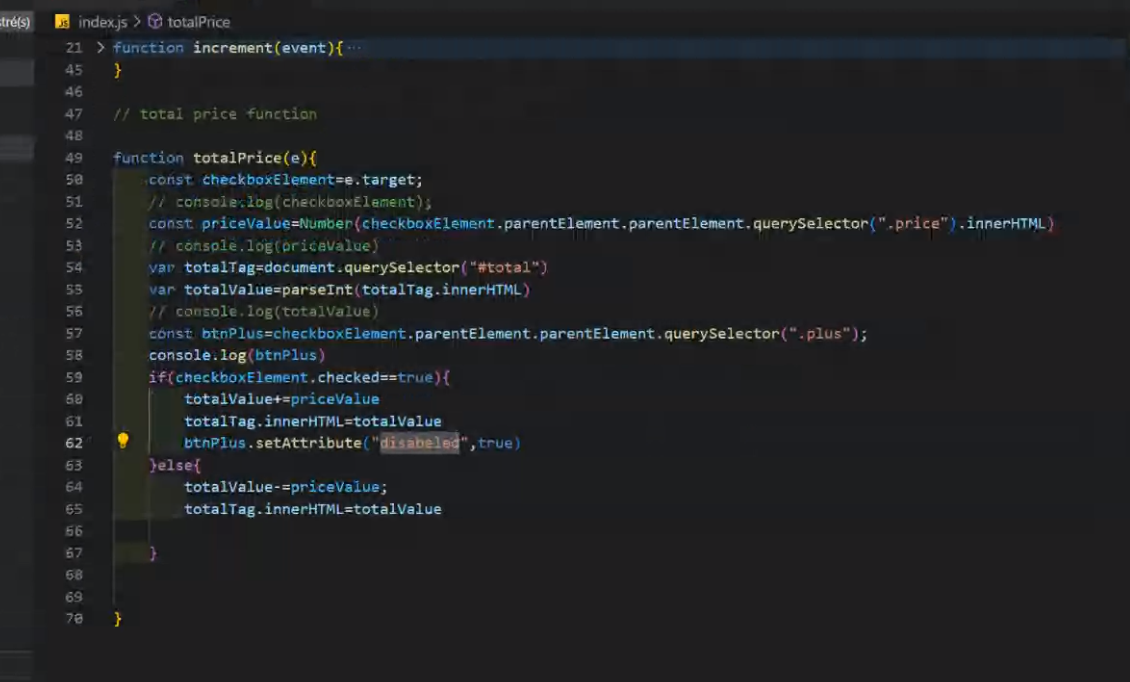 tré(s)
JS index.js > totalPrice
21 > function increment(event){ ···
45 }
46
47 // total price function
48
49 function totalPrice(e){
50 const checkboxElement=e.target;
51 // console.log(checkboxElement);
52 const priceValue=Number(checkboxElement.parentElement.parentElement.querySelector(".price").innerHTML)
53 // console.log(priceValue)
54 var totalTag=document.querySelector("#total")
55 var totalValue=parseInt(totalTag.innerHTML)
56 // console.log(totalValue)
57 const btnPlus=checkboxElement.parentElement.parentElement.querySelector(".plus");
58 console.log(btnPlus)
59 if(checkboxElement.checked==true){
60 totalValue+=priceValue
61 totalTag.innerHTML=totalValue
62 btnPlus.setAttribute("disabeled",true)
63 }else{
64 totalValue-=priceValue;
65 totalTag.innerHTML=totalValue
66
67 }
68
69
70 }